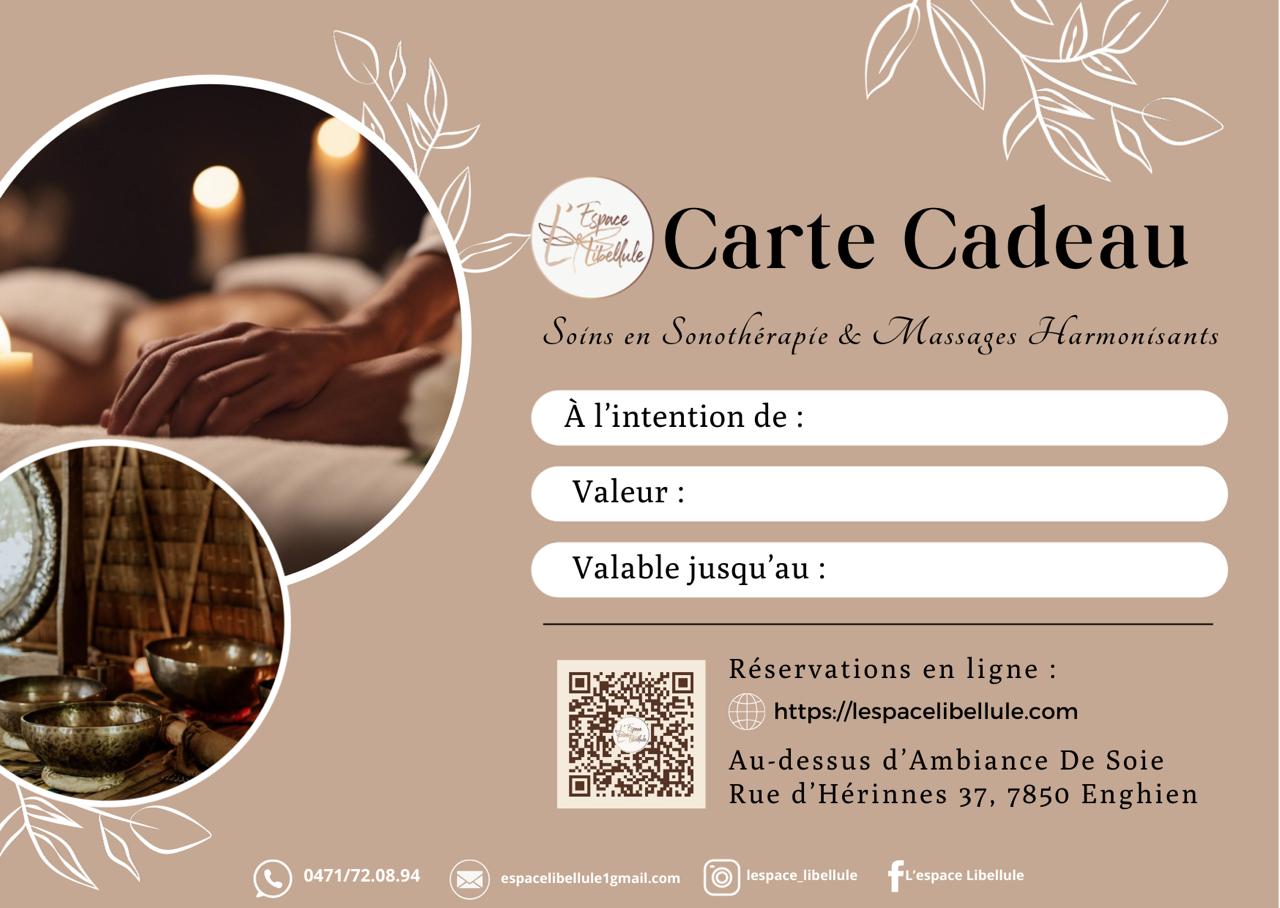 L'Espace
Libellule
Carte Cadeau
Soins en Sonothérapie & Massages Harmonisants
À l’intention de :
Valeur :
Valable jusqu’au :
Réservations en ligne :
https://lespacelibellule.com
Au-dessus d’Ambiance De Soie
Rue d’Hérinnes 37, 7850 Enghien
0471/72.08.94
espacelibellule1gmail.com
lespace_libellule
L’espace Libellule